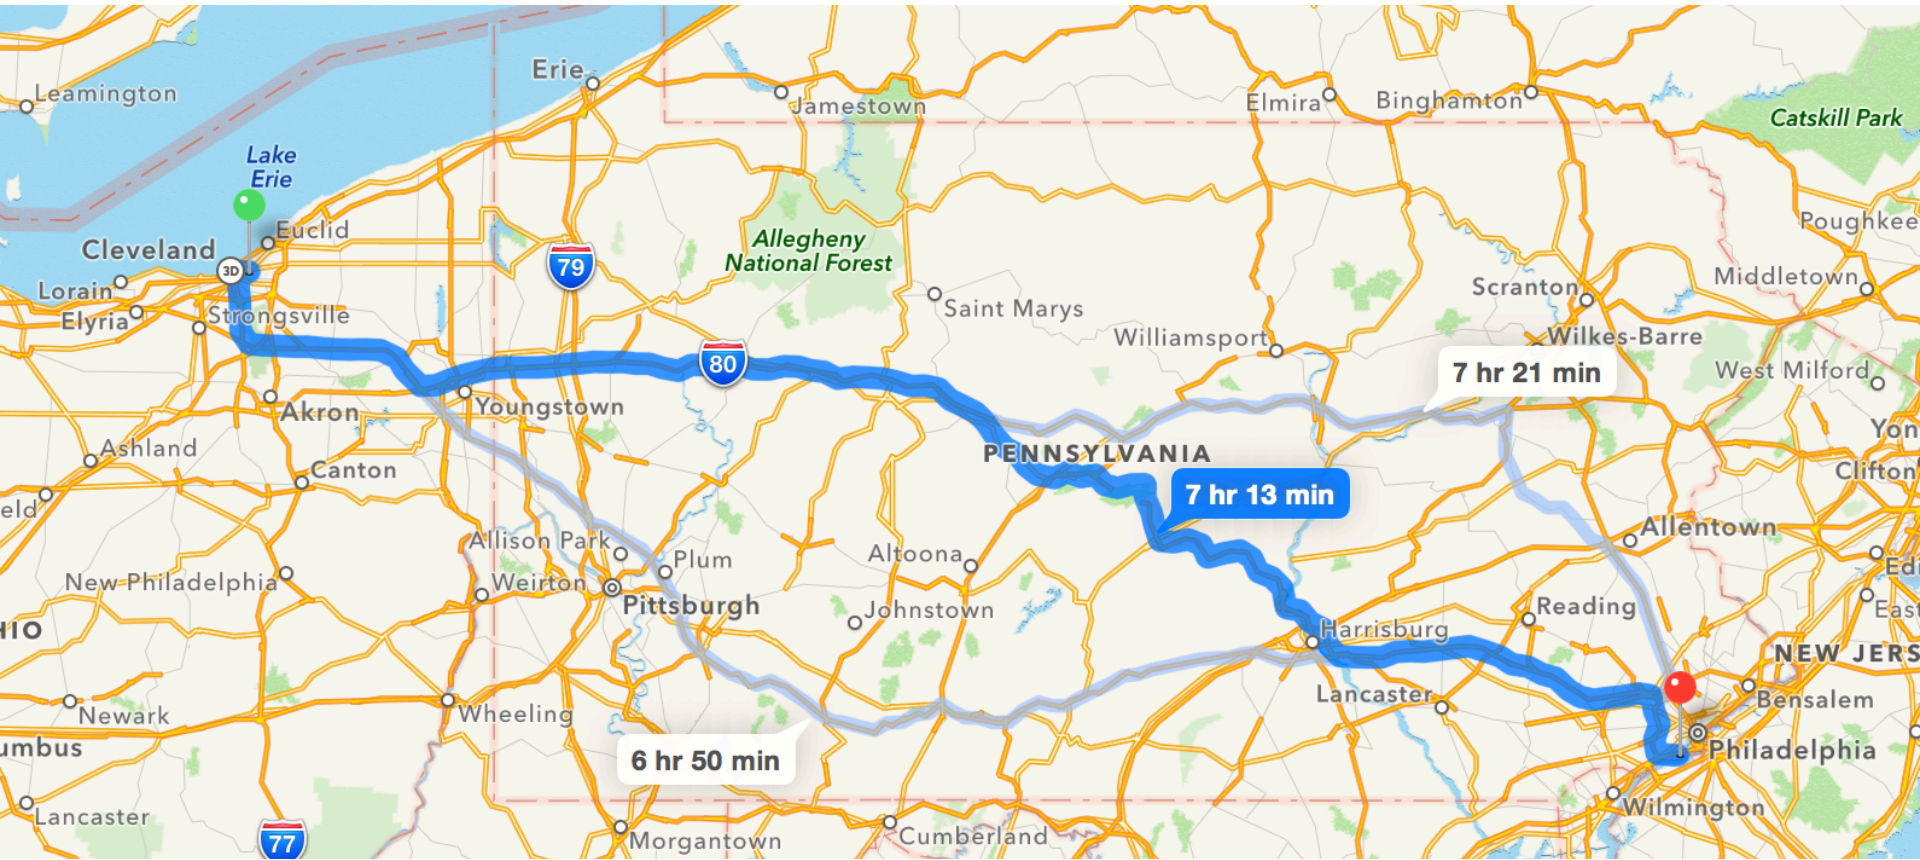 Leamington
Erie
Jamestown
Elmira
Binghamton
Catskill Park
Lake
Erie
Euclid
Cleveland
3D
Lorain
Elyria
Strongsville
79
Allegheny
National Forest
Saint Marys
Poughkee
Middletown
Scranton
Williamsport
Wilkes-Barre
80
7 hr 21 min
West Milford
Akron
Youngstown
Yon
Ashland
Canton
PENNSYLVANIA
Clifton
eld
7 hr 13 min
Allentown
Allison Park
Plum
Altoona
Edi
New Philadelphia
Weirton
Pittsburgh
Johnstown
Reading
East
HIO
Harrisburg
NEW JERS
Newark
Wheeling
Lancaster
Bensalem
umbus
6 hr 50 min
Philadelphia
Lancaster
Wilmington
77
Morgantown
Cumberland